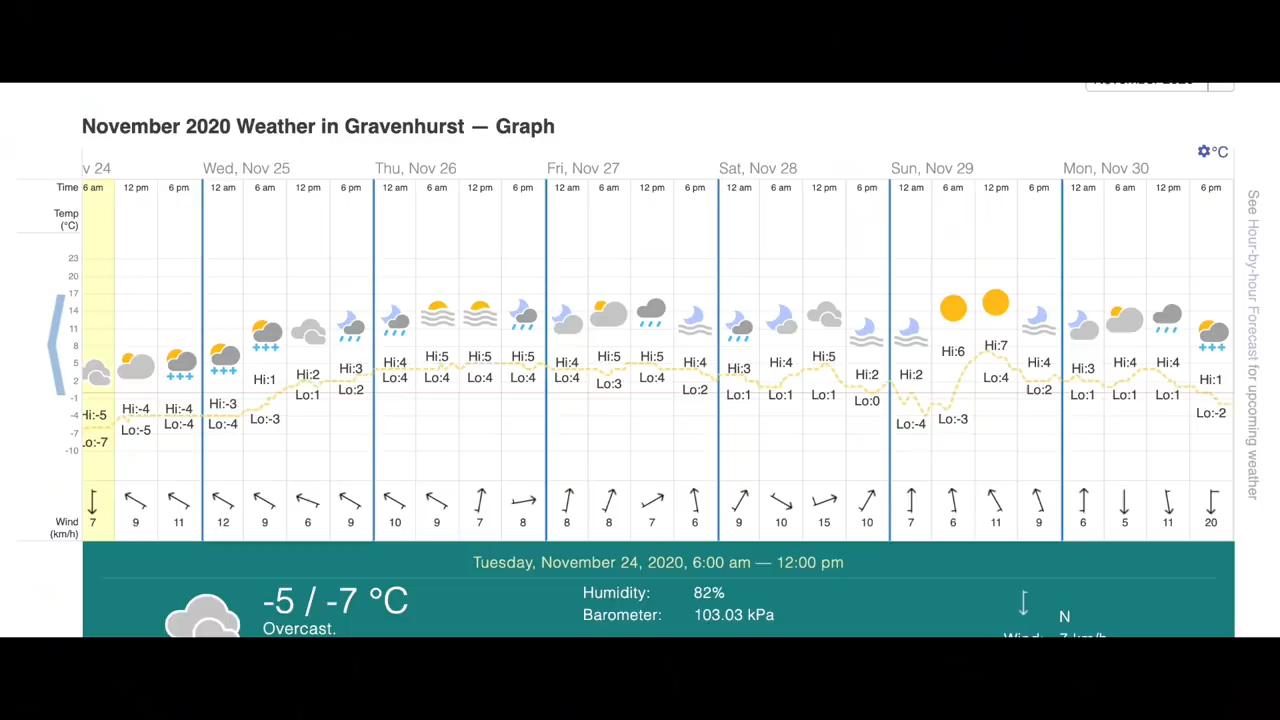 November 2020 Weather in Gravenhurst — Graph
°C
v 24 Wed, Nov 25 Thu, Nov 26 Fri, Nov 27 Sat, Nov 28 Sun, Nov 29 Mon, Nov 30
Time 6 am 12 pm 6 pm 12 am 6 am 12 pm 6 pm 12 am 6 am 12 pm 6 pm 12 am 6 am 12 pm 6 pm 12 am 6 am 12 pm 6 pm 12 am 6 am 12 pm 6 pm 12 am 6 am 12 pm 6 pm
Temp
(°C)
23
20
17
14
11
8
5
2
-1
-4
-7
-10
Hi:-5 Hi:-4 Hi:-4 Hi:-3 Hi:1 Hi:2 Hi:3 Hi:4 Hi:5 Hi:5 Hi:5 Hi:4 Hi:5 Hi:5 Hi:4 Hi:3 Hi:4 Hi:5 Hi:2 Hi:2 Hi:6 Hi:7 Hi:4 Hi:3 Hi:4 Hi:4 Hi:1
Lo:-7 Lo:-5 Lo:-4 Lo:-4 Lo:-3 Lo:1 Lo:2 Lo:4 Lo:4 Lo:4 Lo:4 Lo:4 Lo:3 Lo:4 Lo:2 Lo:1 Lo:1 Lo:1 Lo:0 Lo:-4 Lo:-3 Lo:4 Lo:2 Lo:1 Lo:1 Lo:1 Lo:-2
Wind
(km/h)
7 9 11 12 9 6 9 10 9 7 8 8 8 7 6 9 10 15 10 7 6 11 9 6 5 11 20
See Hour-by-hour Forecast for upcoming weather
Tuesday, November 24, 2020, 6:00 am — 12:00 pm
-5 / -7 °C
Overcast.
Humidity: 82%
Barometer: 103.03 kPa
N